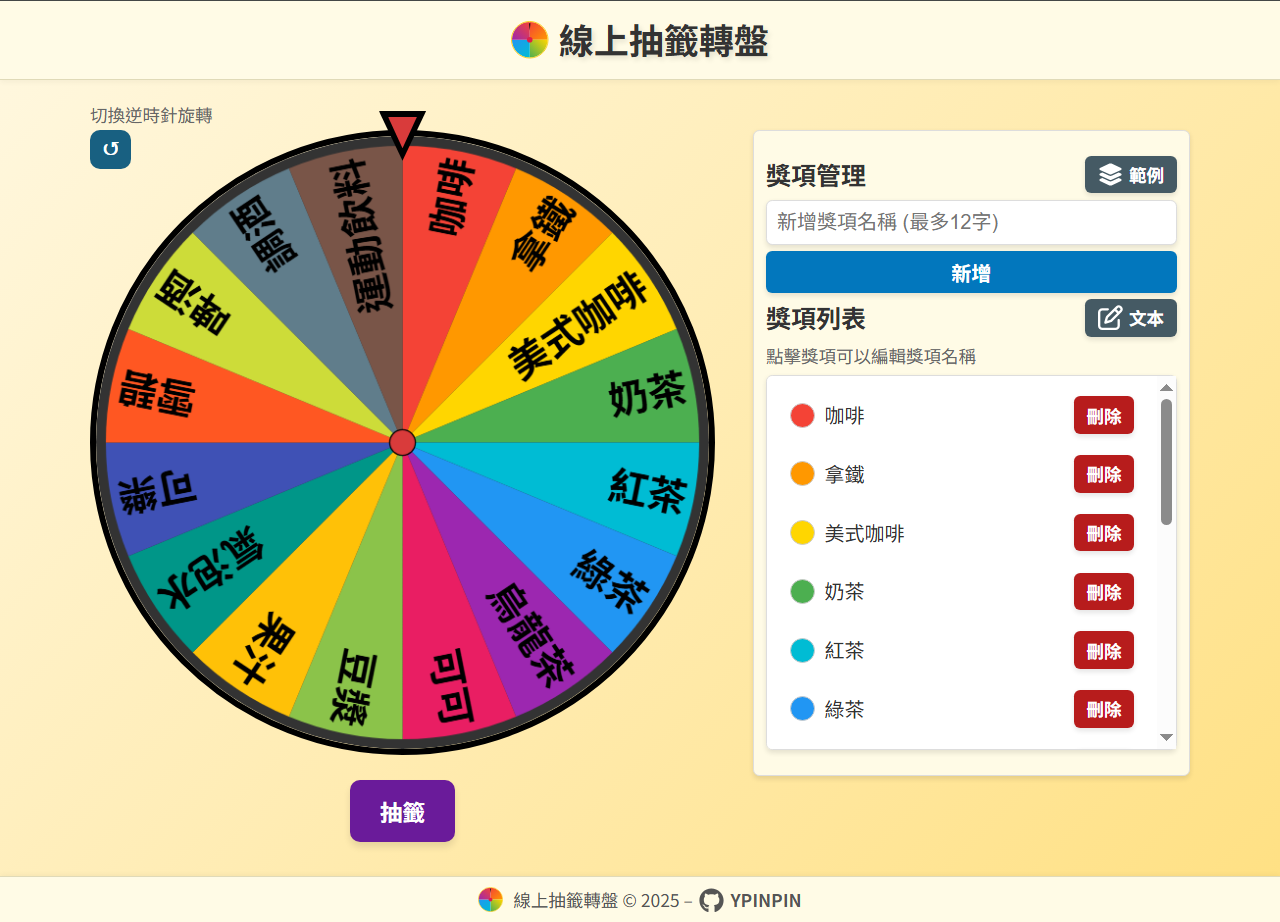 線上抽籤轉盤
切換逆時針旋轉
↺
咖啡
拿鐵
美式咖啡
奶茶
紅茶
綠茶
烏龍茶
可可
豆漿
果汁
氣泡水
可樂
雪碧
啤酒
調酒
運動飲料
抽籤
獎項管理
範例
新增獎項名稱 (最多12字)
新增
獎項列表
文本
點擊獎項可以編輯獎項名稱
咖啡 刪除
拿鐵 刪除
美式咖啡 刪除
奶茶 刪除
紅茶 刪除
綠茶 刪除
線上抽籤轉盤 © 2025 – YPINPIN